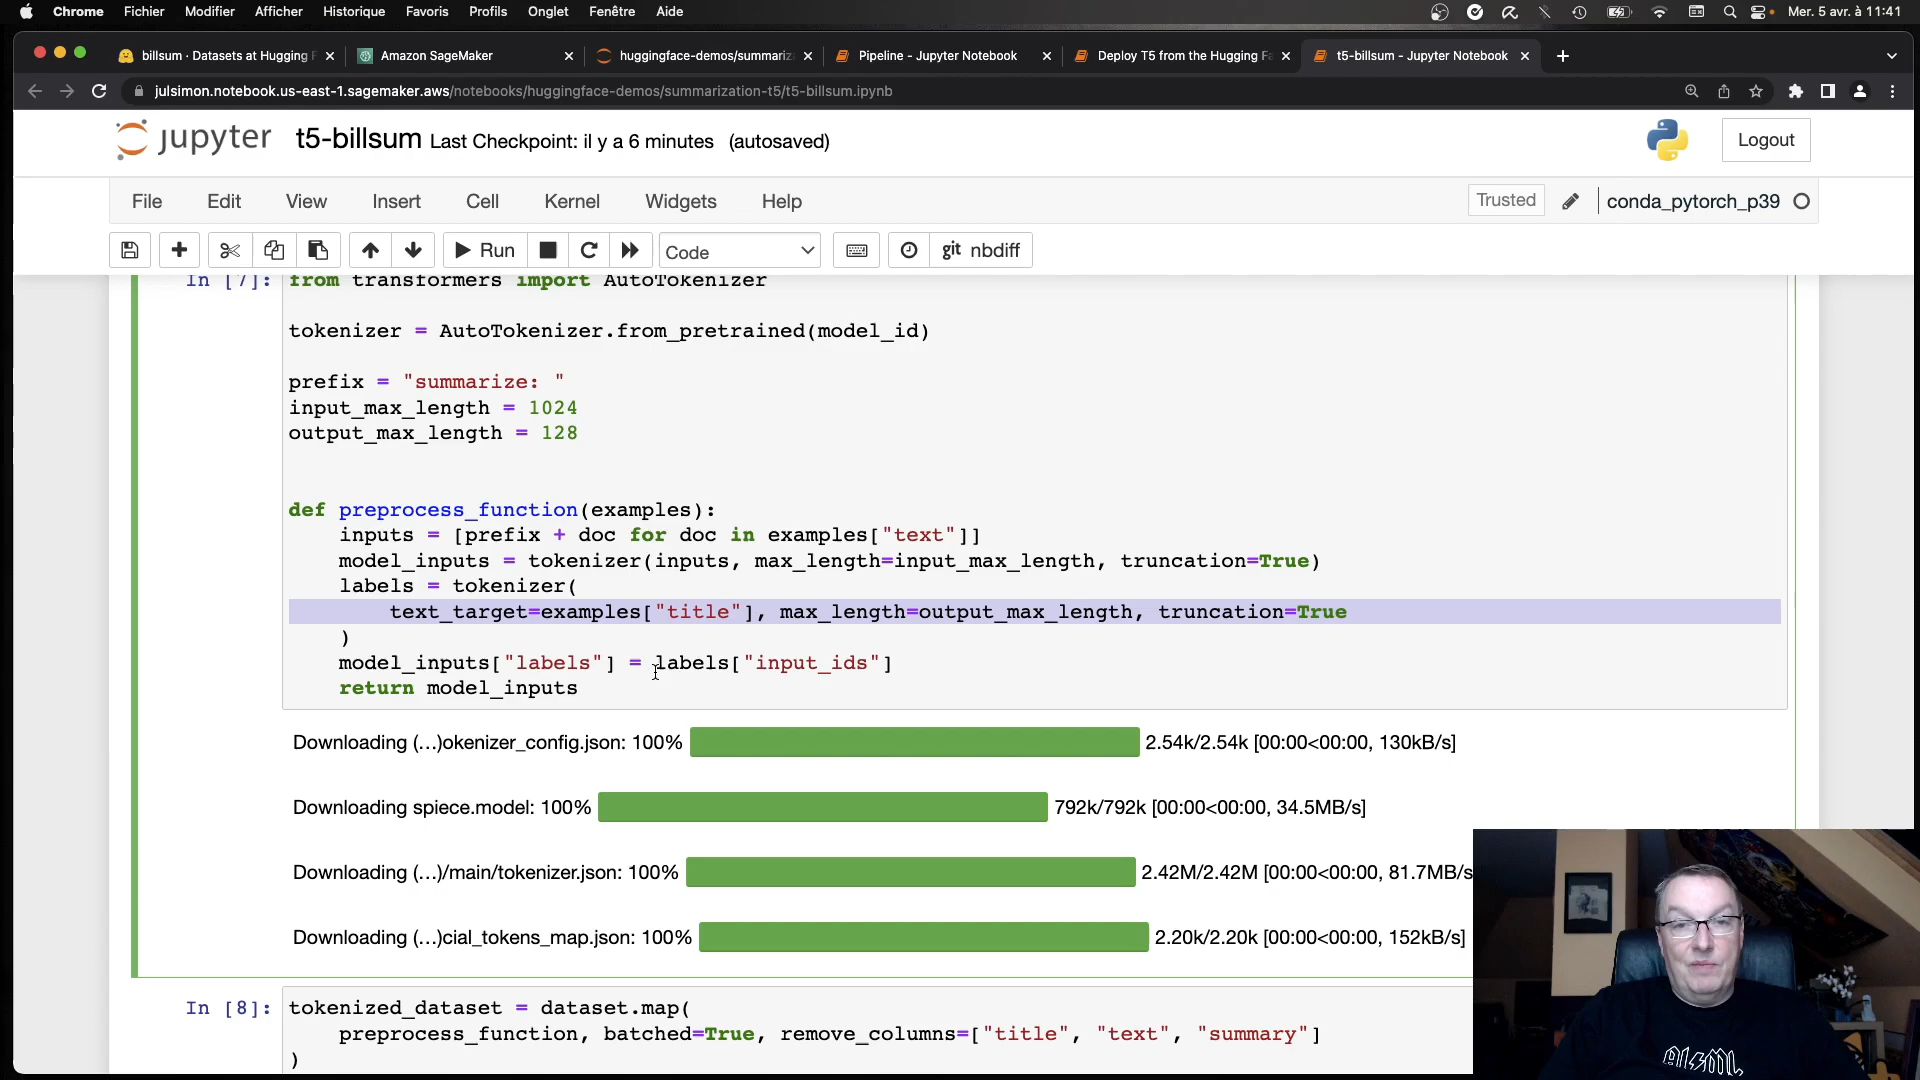 Chrome Fichier Modifier Afficher Historique Favoris Profils Onglet Fenêtre Aide Mer. 5 avr. à 11:41
billsum · Datasets at Hugging F Amazon SageMaker huggingface-demos/summariz Pipeline - Jupyter Notebook Deploy T5 from the Hugging Fa t5-billsum - Jupyter Notebook
julsimon.notebook.us-east-1.sagemaker.aws/notebooks/huggingface-demos/summarization-t5/t5-billsum.ipynb
jupyter t5-billsum Last Checkpoint: il y a 6 minutes (autosaved) Logout
File Edit View Insert Cell Kernel Widgets Help Trusted conda_pytorch_p39
Run Code git nbdiff
In [7]: from transformers import AutoTokenizer
tokenizer = AutoTokenizer.from_pretrained(model_id)
prefix = "summarize: "
input_max_length = 1024
output_max_length = 128
def preprocess_function(examples):
inputs = [prefix + doc for doc in examples["text"]]
model_inputs = tokenizer(inputs, max_length=input_max_length, truncation=True)
labels = tokenizer(
text_target=examples["title"], max_length=output_max_length, truncation=True
)
model_inputs["labels"] = labels["input_ids"]
return model_inputs
Downloading (…)okenizer_config.json: 100% 2.54k/2.54k [00:00<00:00, 130kB/s]
Downloading spiece.model: 100% 792k/792k [00:00<00:00, 34.5MB/s]
Downloading (…)/main/tokenizer.json: 100% 2.42M/2.42M [00:00<00:00, 81.7MB/s
Downloading (…)cial_tokens_map.json: 100% 2.20k/2.20k [00:00<00:00, 152kB/s]
In [8]: tokenized_dataset = dataset.map(
preprocess_function, batched=True, remove_columns=["title", "text", "summary"]
)